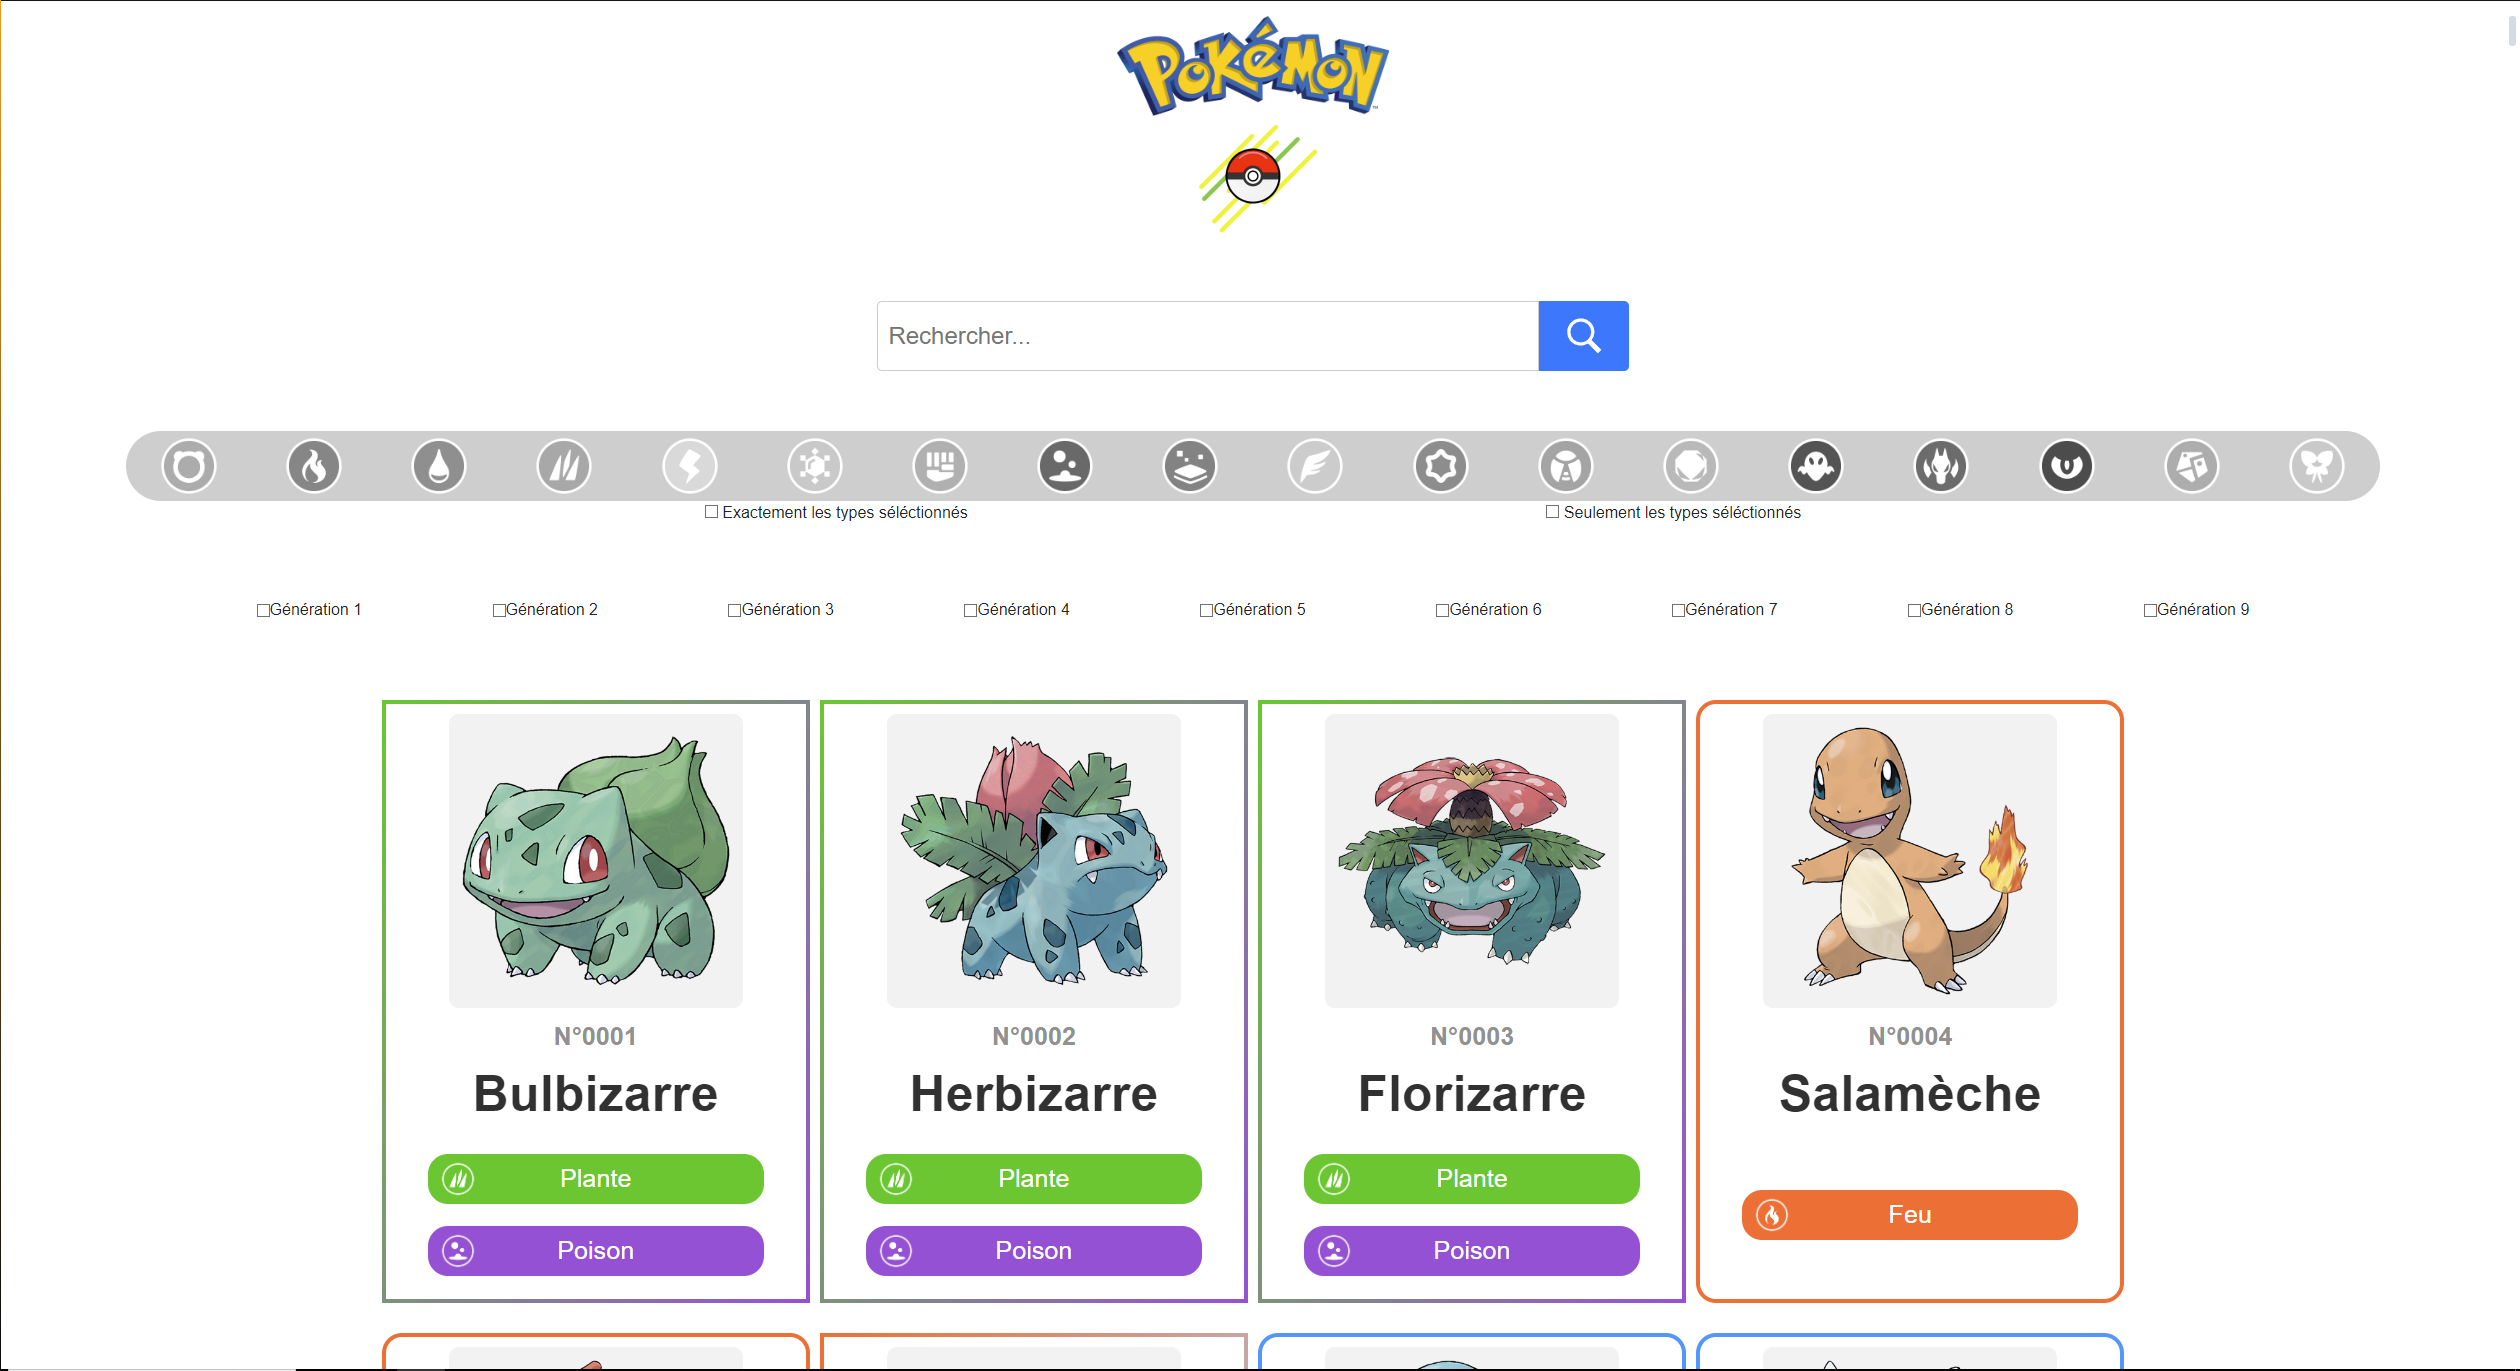 POKÉMON
Rechercher...
Exactement les types séléctionnés
Seulement les types séléctionnés
Génération 1
Génération 2
Génération 3
Génération 4
Génération 5
Génération 6
Génération 7
Génération 8
Génération 9
N°0001
Bulbizarre
Plante
Poison
N°0002
Herbizarre
Plante
Poison
N°0003
Florizarre
Plante
Poison
N°0004
Salamèche
Feu